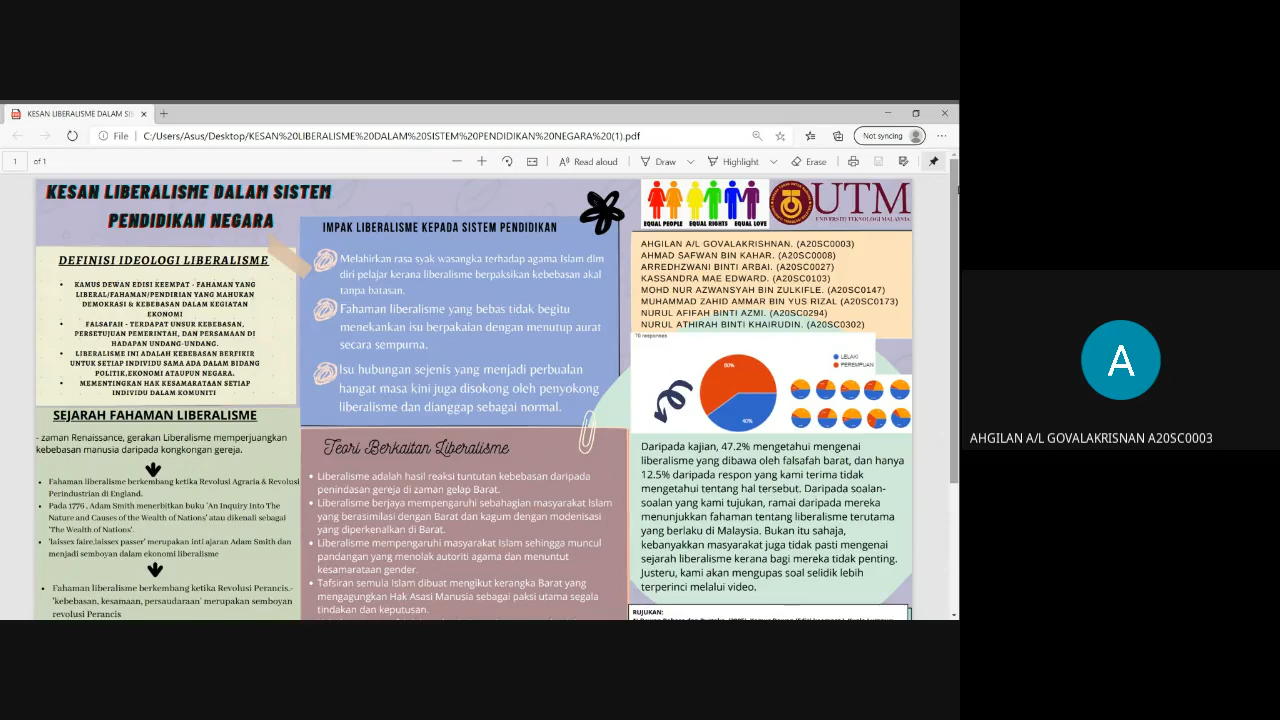 KESAN LIBERALISME DALAM SIS
File
C:/Users/Asus/Desktop/KESAN%20LIBERALISME%20DALAM%20SISTEM%20PENDIDIKAN%20NEGARA%20(1).pdf
Not syncing
1
of 1
Read aloud
Draw
Highlight
Erase
KESAN LIBERALISME DALAM SISTEM
PENDIDIKAN NEGARA
DEFINISI IDEOLOGI LIBERALISME
• KAMUS DEWAN EDISI KEEMPAT - FAHAMAN YANG
LIBERAL/FAHAMAN/PENDIRIAN YANG MAHUKAN
DEMOKRASI & KEBEBASAN DALAM KEGIATAN
EKONOMI
• FALSAFAH - TERDAPAT UNSUR KEBEBASAN,
PERSETUJUAN PEMERINTAH, DAN PERSAMAAN DI
HADAPAN UNDANG-UNDANG.
• LIBERALISME INI ADALAH KEBEBASAN BERFIKIR
UNTUK SETIAP INDIVIDU SAMA ADA DALAM BIDANG
POLITIK,EKONOMI ATAUPUN NEGARA.
• MEMENTINGKAN HAK KESAMARATAAN SETIAP
INDIVIDU DALAM KOMUNITI
SEJARAH FAHAMAN LIBERALISME
- zaman Renaissance, gerakan Liberalisme memperjuangkan
kebebasan manusia daripada kongkongan gereja.
• Fahaman liberalisme berkembang ketika Revolusi Agraria & Revolusi
Perindustrian di England.
• Pada 1776 , Adam Smith menerbitkan buku 'An Inquiry Into The
Nature and Causes of the Wealth of Nations' atau dikenali sebagai
'The Wealth of Nations'.
• 'laissex faire,laissex passer' merupakan inti ajaran Adam Smith dan
menjadi semboyan dalam ekonomi liberalisme
• Fahaman liberalisme berkembang ketika Revolusi Perancis.-
'kebebasan, kesamaan, persaudaraan' merupakan semboyan
revolusi Perancis
IMPAK LIBERALISME KEPADA SISTEM PENDIDIKAN
Melahirkan rasa syak wasangka terhadap agama Islam dlm
diri pelajar kerana liberalisme berpaksikan kebebasan akal
tanpa batasan.
Fahaman liberalisme yang bebas tidak begitu
menekankan isu berpakaian dengan menutup aurat
secara sempurna.
Isu hubungan sejenis yang menjadi perbualan
hangat masa kini juga disokong oleh penyokong
liberalisme dan dianggap sebagai normal.
Teori Berkaitan Liberalisme
• Liberalisme adalah hasil reaksi tuntutan kebebasan daripada
penindasan gereja di zaman gelap Barat.
• Liberalisme berjaya mempengaruhi sebahagian masyarakat Islam
yang berasimilasi dengan Barat dan kagum dengan modenisasi
yang diperkenalkan di Barat.
• Liberalisme mempengaruhi masyarakat Islam sehingga muncul
pandangan yang menolak autoriti agama dan menuntut
kesamarataan gender.
• Tafsiran semula Islam dibuat mengikut kerangka Barat yang
mengagungkan Hak Asasi Manusia sebagai paksi utama segala
tindakan dan keputusan.
EQUAL PEOPLE EQUAL RIGHTS EQUAL LOVE
UTM
UNIVERSITI TEKNOLOGI MALAYSIA
AHGILAN A/L GOVALAKRISHNAN. (A20SC0003)
AHMAD SAFWAN BIN KAHAR. (A20SC0008)
ARREDHZWANI BINTI ARBAI. (A20SC0027)
KASSANDRA MAE EDWARD. (A20SC0103)
MOHD NUR AZWANSYAH BIN ZULKIFLE. (A20SC0147)
MUHAMMAD ZAHID AMMAR BIN YUS RIZAL (A20SC0173)
NURUL AFIFAH BINTI AZMI. (A20SC0294)
NURUL ATHIRAH BINTI KHAIRUDIN. (A20SC0302)
70 responses
60%
40%
LELAKI
PEREMPUAN
Daripada kajian, 47.2% mengetahui mengenai
liberalisme yang dibawa oleh falsafah barat, dan hanya
12.5% daripada respon yang kami terima tidak
mengetahui tentang hal tersebut. Daripada soalan-
soalan yang kami tujukan, ramai daripada mereka
menunjukkan fahaman tentang liberalisme terutama
yang berlaku di Malaysia. Bukan itu sahaja,
kebanyakkan masyarakat juga tidak pasti mengenai
sejarah liberalisme kerana bagi mereka tidak penting.
Justeru, kami akan mengupas soal selidik lebih
terperinci melalui video.
RUJUKAN:
A
AHGILAN A/L GOVALAKRISNAN A20SC0003